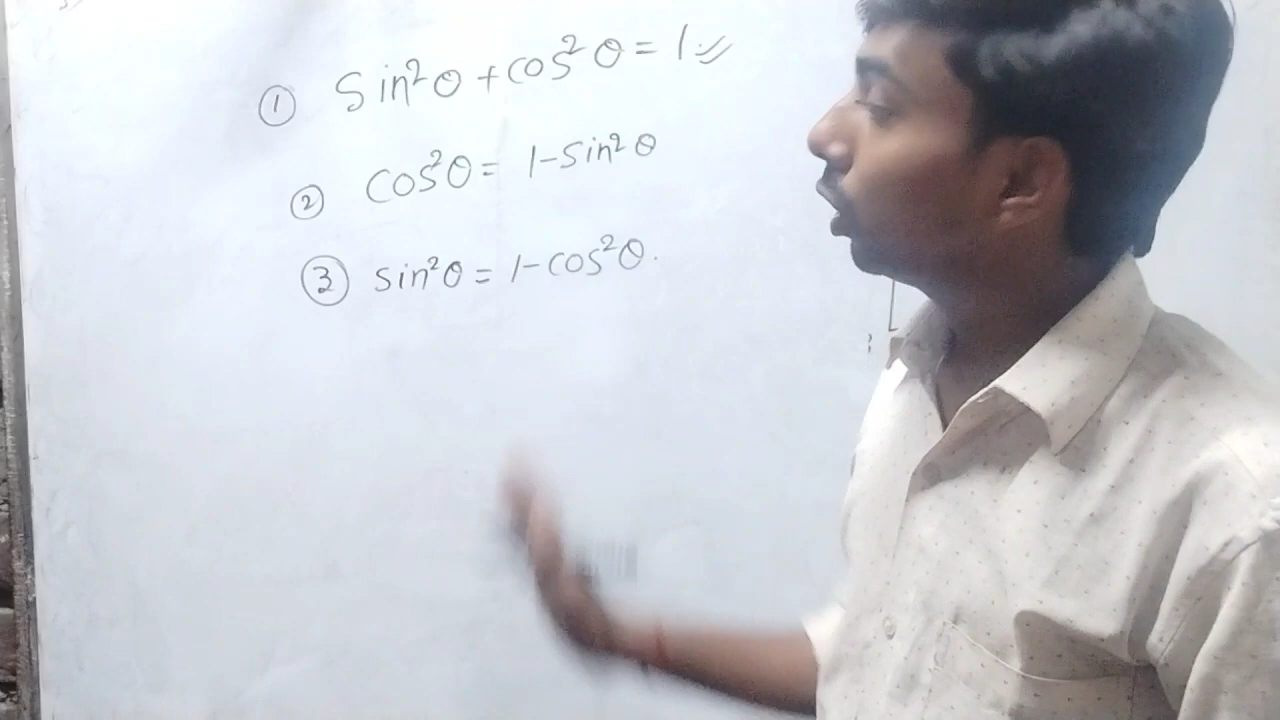 ① Sin²θ + cos²θ = 1
② cos²θ = 1 - sin²θ
③ sin²θ = 1 - cos²θ.